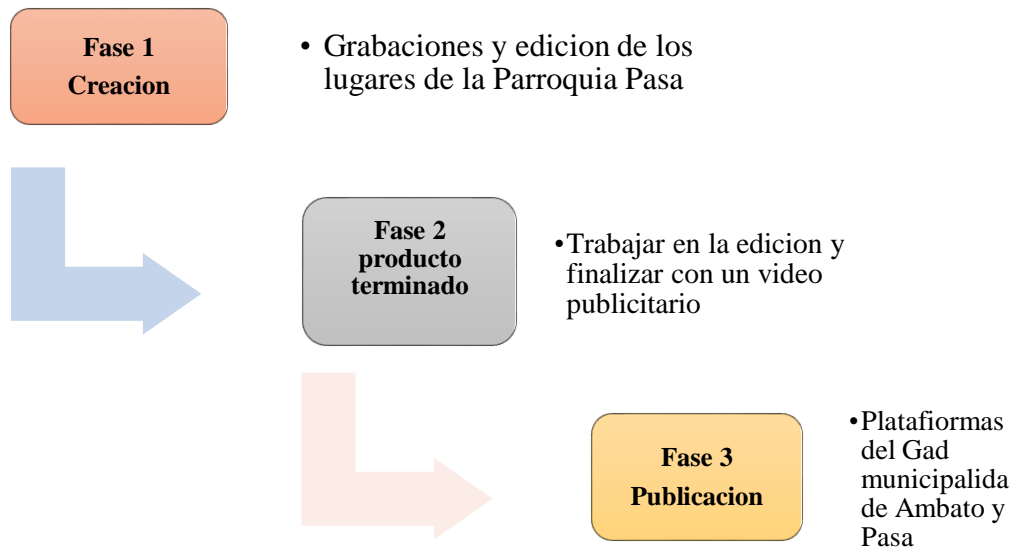 Fase 1
Creacion
• Grabaciones y edicion de los
lugares de la Parroquia Pasa
Fase 2
producto
terminado
•Trabajar en la edicion y
finalizar con un video
publicitario
Fase 3
Publicacion
•Platafiormas
del Gad
municipalida
de Ambato y
Pasa